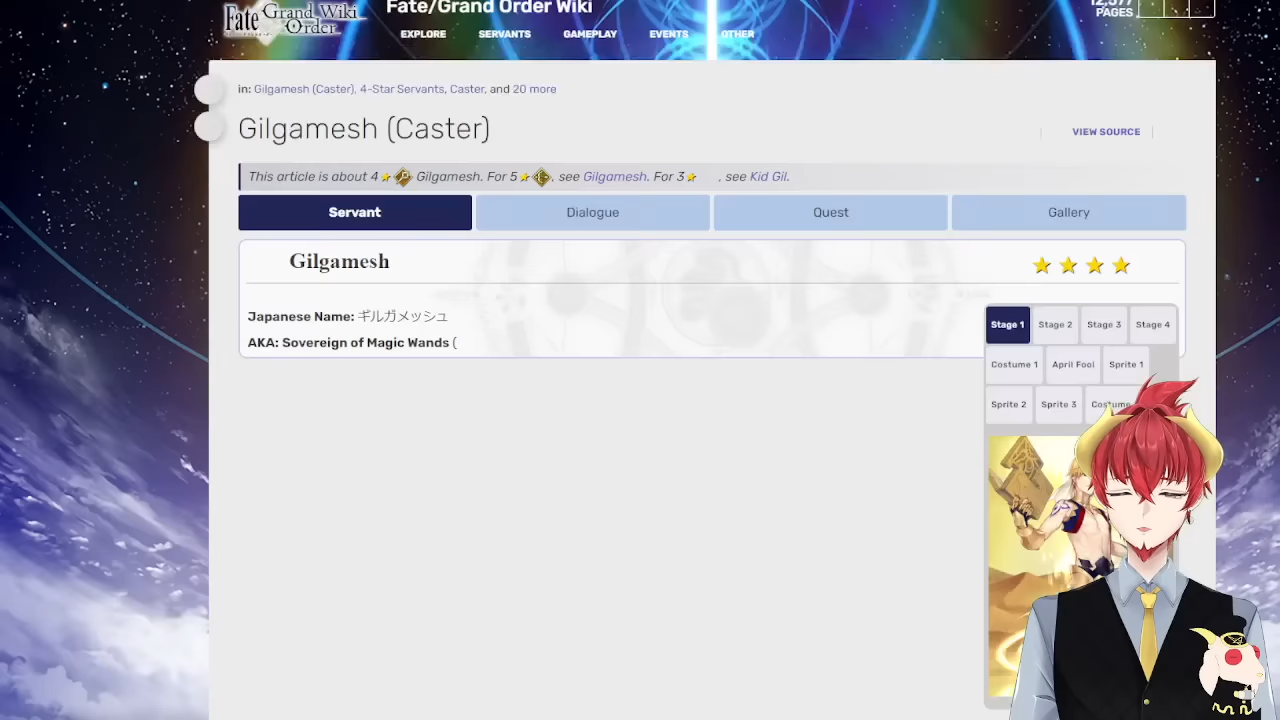 Fate Grand Order Wiki
Fate/Grand Order Wiki
12,577
PAGES
EXPLORE SERVANTS GAMEPLAY EVENTS OTHER
in: Gilgamesh (Caster), 4-Star Servants, Caster, and 20 more
Gilgamesh (Caster)
VIEW SOURCE
This article is about 4 Gilgamesh. For 5 , see Gilgamesh. For 3 , see Kid Gil.
Servant Dialogue Quest Gallery
Gilgamesh
Japanese Name: ギルガメッシュ
AKA: Sovereign of Magic Wands (
Stage 1 Stage 2 Stage 3 Stage 4
Costume 1 April Fool Sprite 1
Sprite 2 Sprite 3 Costume